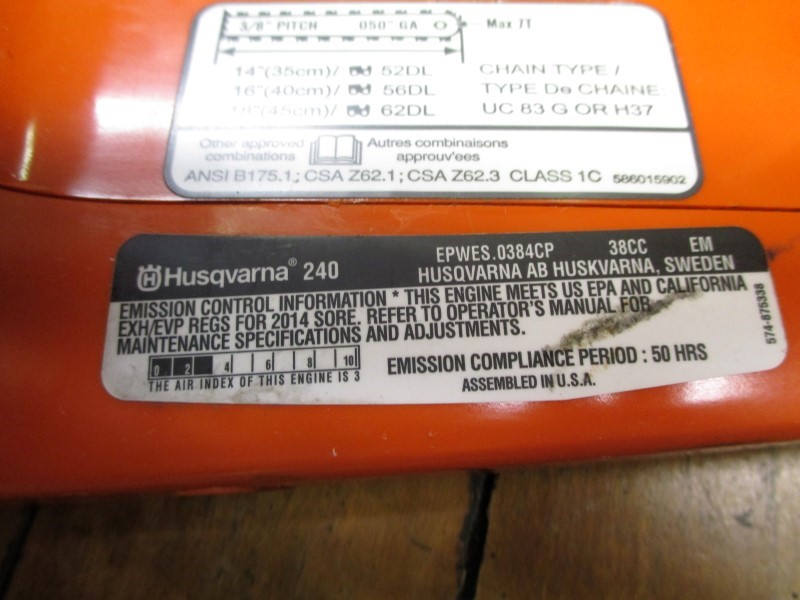 3/8" PITCH .050" GA Max 7T
14"(35cm)/ 52DL CHAIN TYPE /
16"(40cm)/ 56DL TYPE De CHAINE:
18"(45cm)/ 62DL UC 83 G OR H37
Other approved combinations
Autres combinaisons approuv'ees
ANSI B175.1; CSA Z62.1; CSA Z62.3 CLASS 1C 586015902
Husqvarna® 240
EPWES.0384CP 38CC EM
HUSQVARNA AB HUSKVARNA, SWEDEN
EMISSION CONTROL INFORMATION * THIS ENGINE MEETS US EPA AND CALIFORNIA
EXH/EVP REGS FOR 2014 SORE. REFER TO OPERATOR'S MANUAL FOR
MAINTENANCE SPECIFICATIONS AND ADJUSTMENTS.
0 2 4 6 8 10
THE AIR INDEX OF THIS ENGINE IS 3
EMISSION COMPLIANCE PERIOD : 50 HRS
ASSEMBLED IN U.S.A.
574-875338